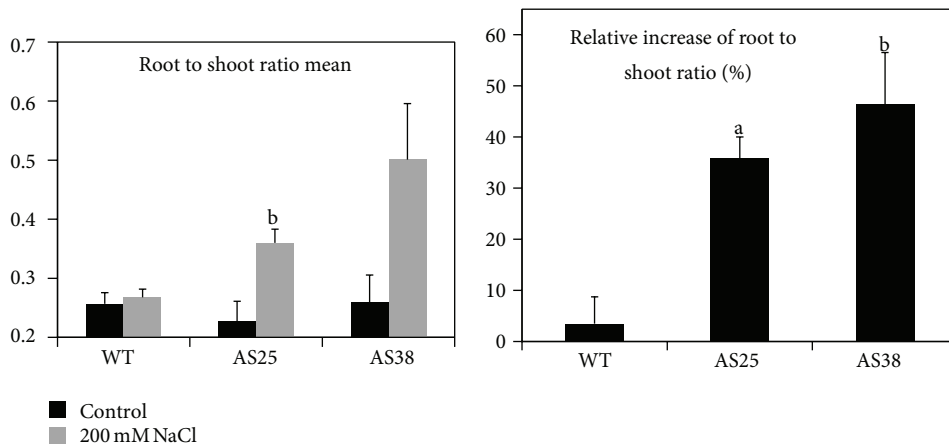 Root to shoot ratio mean
0.7
0.6
0.5
0.4
0.3
0.2
b
WT
AS25
AS38
Control
200 mM NaCl
Relative increase of root to
shoot ratio (%)
60
50
40
30
20
10
0
a
b
WT
AS25
AS38